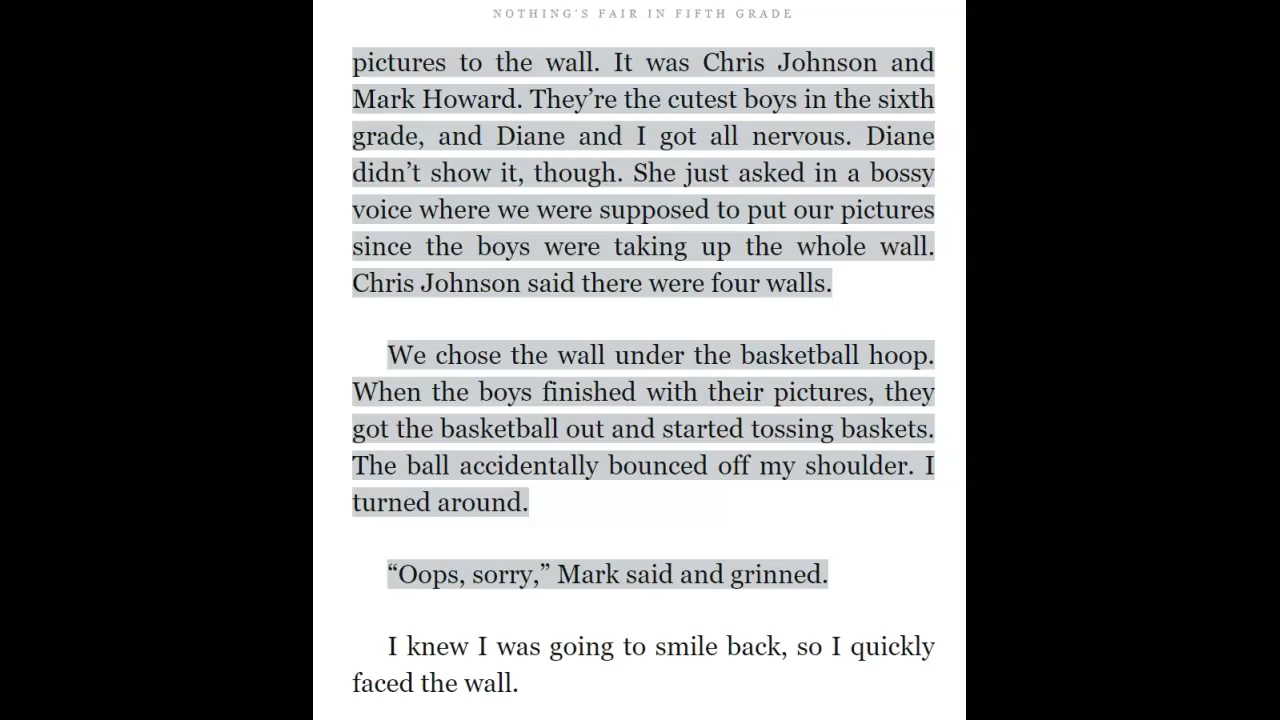 NOTHING'S FAIR IN FIFTH GRADE
pictures to the wall. It was Chris Johnson and
Mark Howard. They’re the cutest boys in the sixth
grade, and Diane and I got all nervous. Diane
didn’t show it, though. She just asked in a bossy
voice where we were supposed to put our pictures
since the boys were taking up the whole wall.
Chris Johnson said there were four walls.
We chose the wall under the basketball hoop.
When the boys finished with their pictures, they
got the basketball out and started tossing baskets.
The ball accidentally bounced off my shoulder. I
turned around.
“Oops, sorry,” Mark said and grinned.
I knew I was going to smile back, so I quickly
faced the wall.